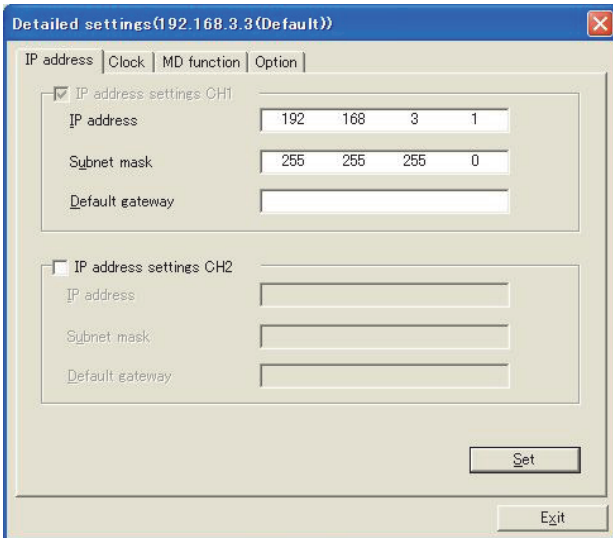 Detailed settings(192.168.3.3(Default))
IP address Clock MD function Option
IP address settings CH1
IP address 192 168 3 1
Subnet mask 255 255 255 0
Default gateway
IP address settings CH2
IP address
Subnet mask
Default gateway
Set
Exit